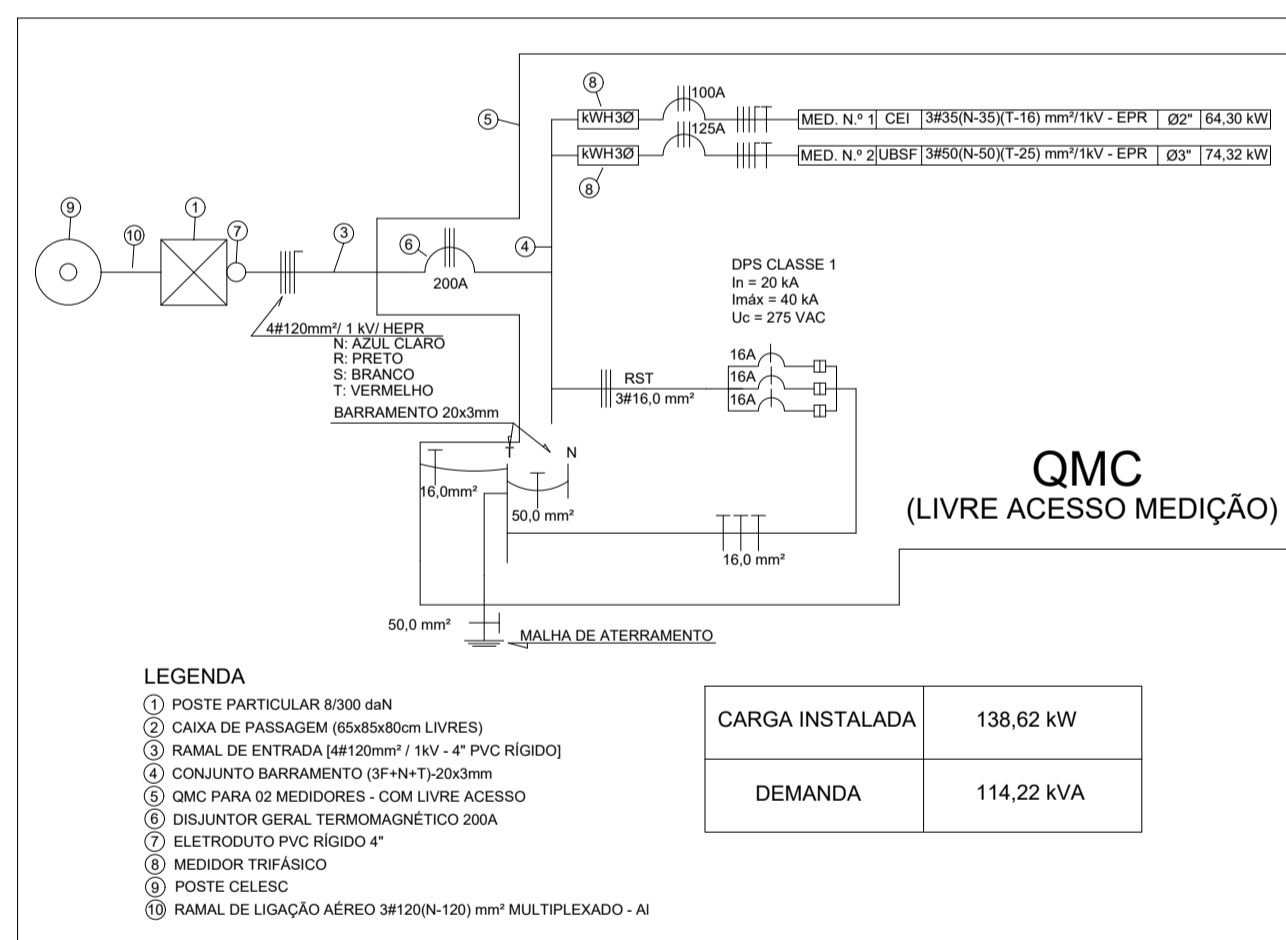 8
100A
5
kWH3Ø
MED. N.º 1 CEI 3#35(N-35)(T-16) mm²/1kV - EPR Ø2" 64,30 kW
125A
kWH3Ø
MED. N.º 2 UBSF 3#50(N-50)(T-25) mm²/1kV - EPR Ø3" 74,32 kW
8
9
1
10
7
3
6
4
200A
DPS CLASSE 1
In = 20 kA
Imáx = 40 kA
Uc = 275 VAC
4#120mm²/ 1 kV/ HEPR
N: AZUL CLARO
R: PRETO
S: BRANCO
T: VERMELHO
BARRAMENTO 20x3mm
RST
3#16,0 mm²
16A
16A
16A
T
N
16,0mm²
50,0 mm²
16,0 mm²
QMC
(LIVRE ACESSO MEDIÇÃO)
50,0 mm²
MALHA DE ATERRAMENTO
LEGENDA
1 POSTE PARTICULAR 8/300 daN
2 CAIXA DE PASSAGEM (65x85x80cm LIVRES)
3 RAMAL DE ENTRADA [4#120mm² / 1kV - 4" PVC RÍGIDO]
4 CONJUNTO BARRAMENTO (3F+N+T)-20x3mm
5 QMC PARA 02 MEDIDORES - COM LIVRE ACESSO
6 DISJUNTOR GERAL TERMOMAGNÉTICO 200A
7 ELETRODUTO PVC RÍGIDO 4"
8 MEDIDOR TRIFÁSICO
9 POSTE CELESC
10 RAMAL DE LIGAÇÃO AÉREO 3#120(N-120) mm² MULTIPLEXADO - Al
CARGA INSTALADA 138,62 kW
DEMANDA 114,22 kVA